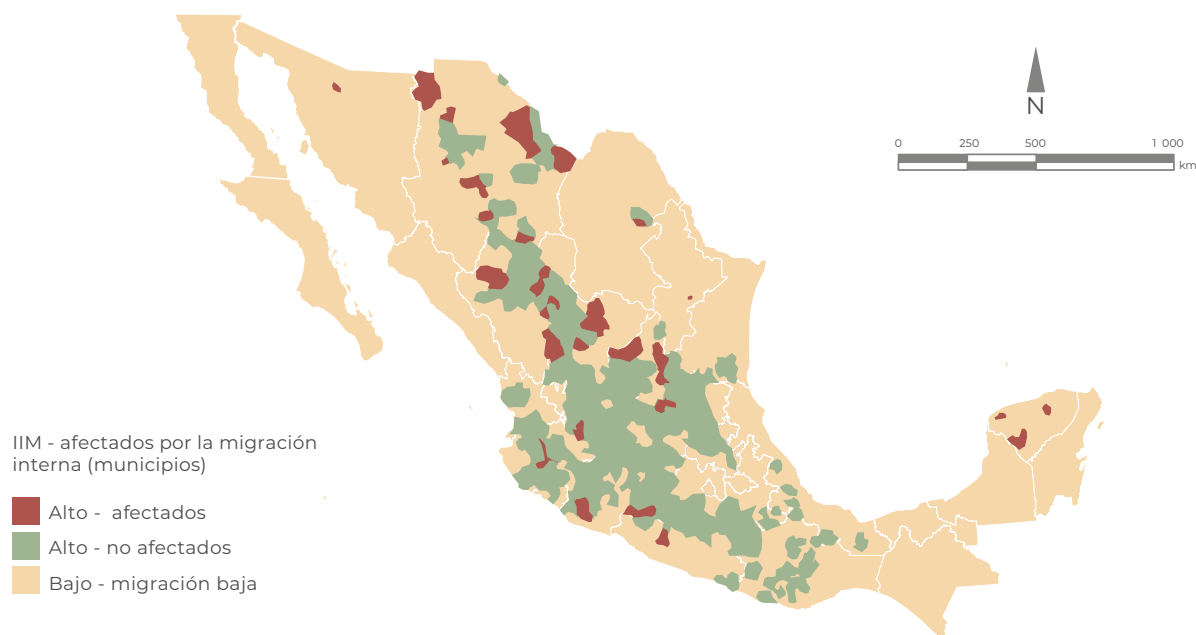 N
0 250 500 1 000
km
IIM - afectados por la migración
interna (municipios)
Alto - afectados
Alto - no afectados
Bajo - migración baja